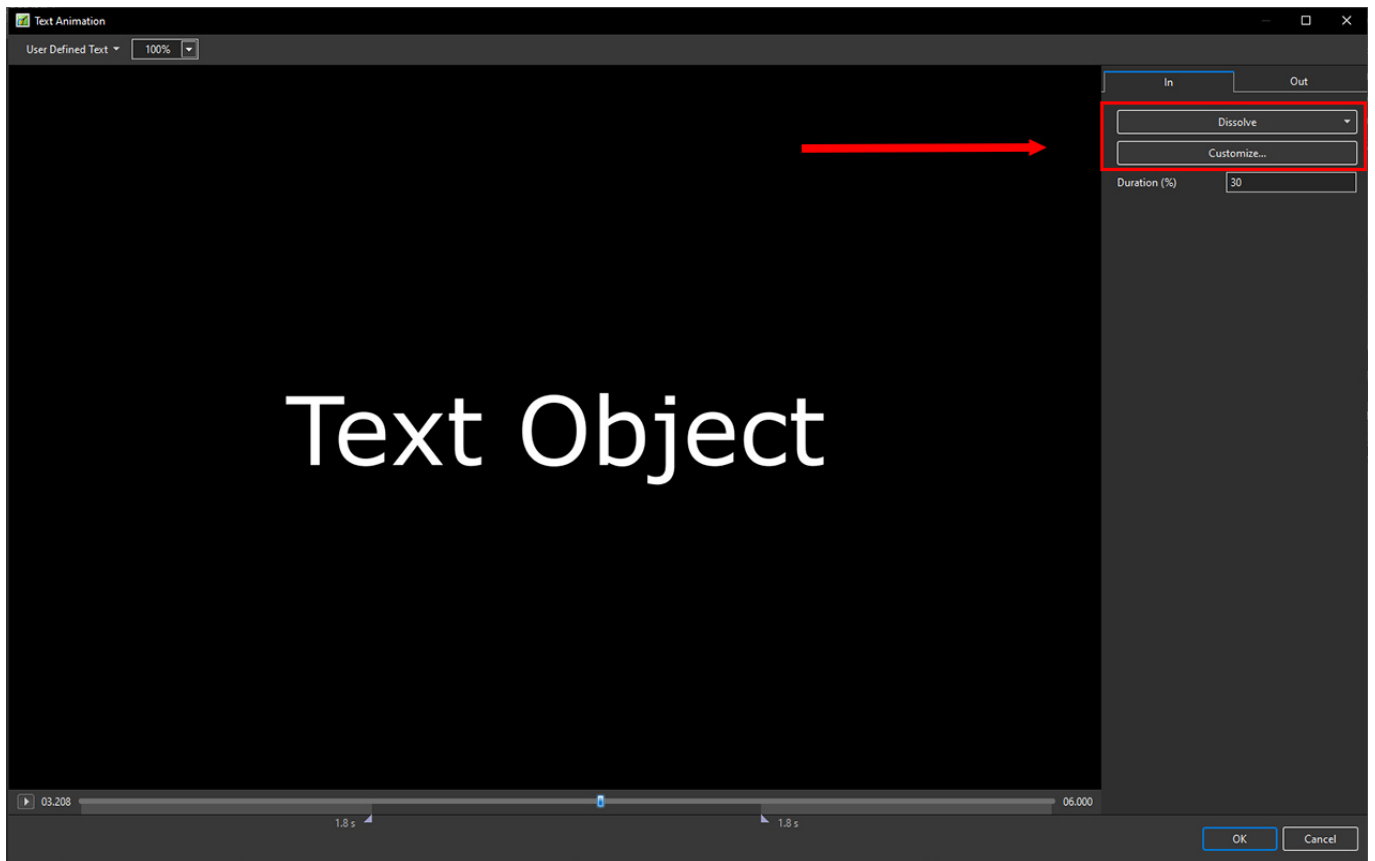 Text Animation
User Defined Text 100%
In Out
Dissolve
Customize...
Duration (%) 30
Text Object
03.208 06.000
1.8 s 1.8 s
OK Cancel